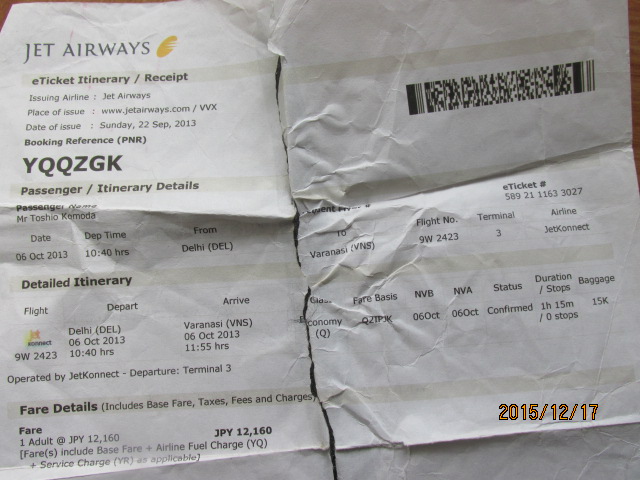 JET AIRWAYS
eTicket Itinerary / Receipt
Issuing Airline : Jet Airways
Place of issue : www.jetairways.com / VVX
Date of issue : Sunday, 22 Sep, 2013
Booking Reference (PNR)
YQQZGK
Passenger / Itinerary Details
Passenger Name
eTicket #
Mr Toshio Komoda
589 21 1163 3027
Date Dep Time From To Flight No. Terminal Airline
06 Oct 2013 10:40 hrs Delhi (DEL) Varanasi (VNS) 9W 2423 3 JetKonnect
Detailed Itinerary
Flight Depart Arrive Class Fare Basis NVB NVA Status Duration / Stops Baggage
konnect
9W 2423
Delhi (DEL)
06 Oct 2013
10:40 hrs
Varanasi (VNS)
06 Oct 2013
11:55 hrs
conomy
(Q)
QZTPJK 06Oct 06Oct Confirmed 1h 15m / 0 stops 15K
Operated by JetKonnect - Departure: Terminal 3
Fare Details (Includes Base Fare, Taxes, Fees and Charges)
Fare JPY 12,160
1 Adult @ JPY 12,160
[Fare(s) include Base Fare + Airline Fuel Charge (YQ)
+ Service Charge (YR) as applicable]
2015/12/17